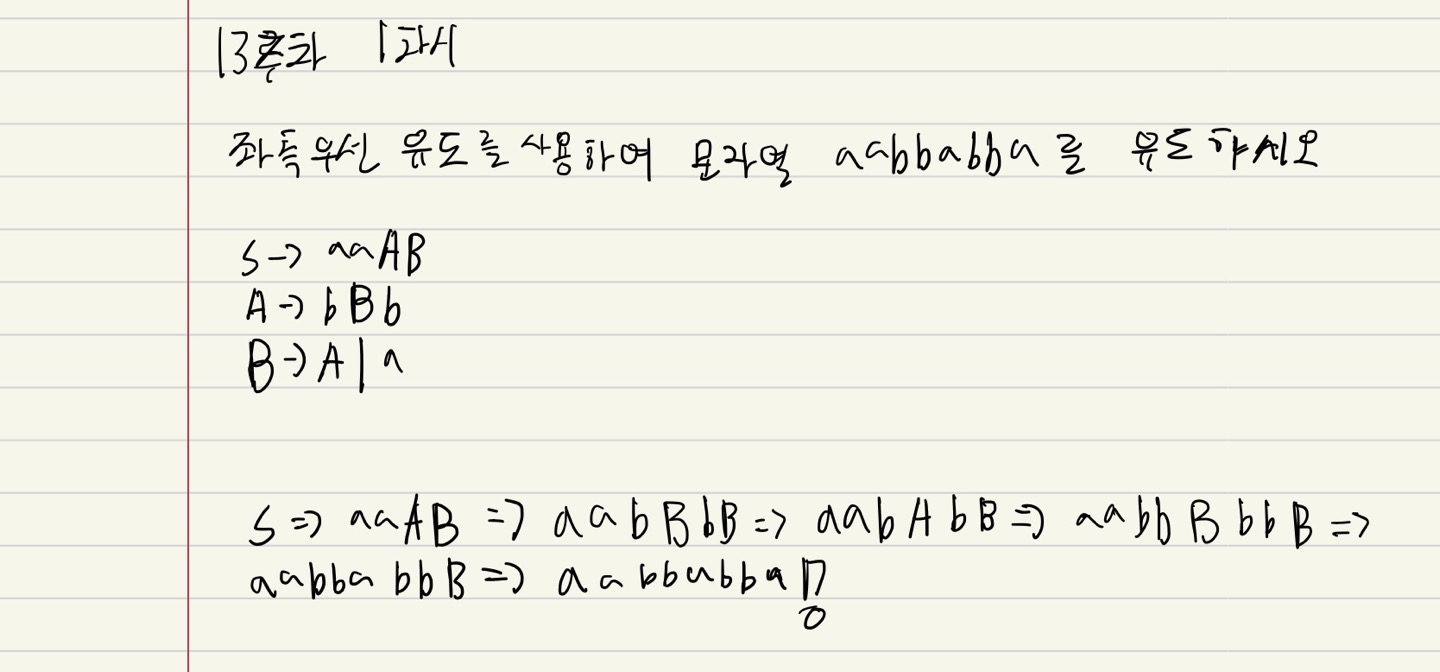 13주차 1교시
좌측우선 유도를 사용하여 문자열 aabbabba를 유도하시오
S -> aaAB
A -> bBb
B -> A | a
S => aaAB => aabBbB => aabAbB => aabbBbbB =>
aabbabbB => aabbabba